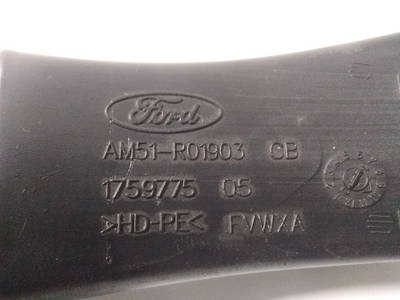 Ford
AM51-R01903 CB
1759775 05
>HD-PE< FVWXA